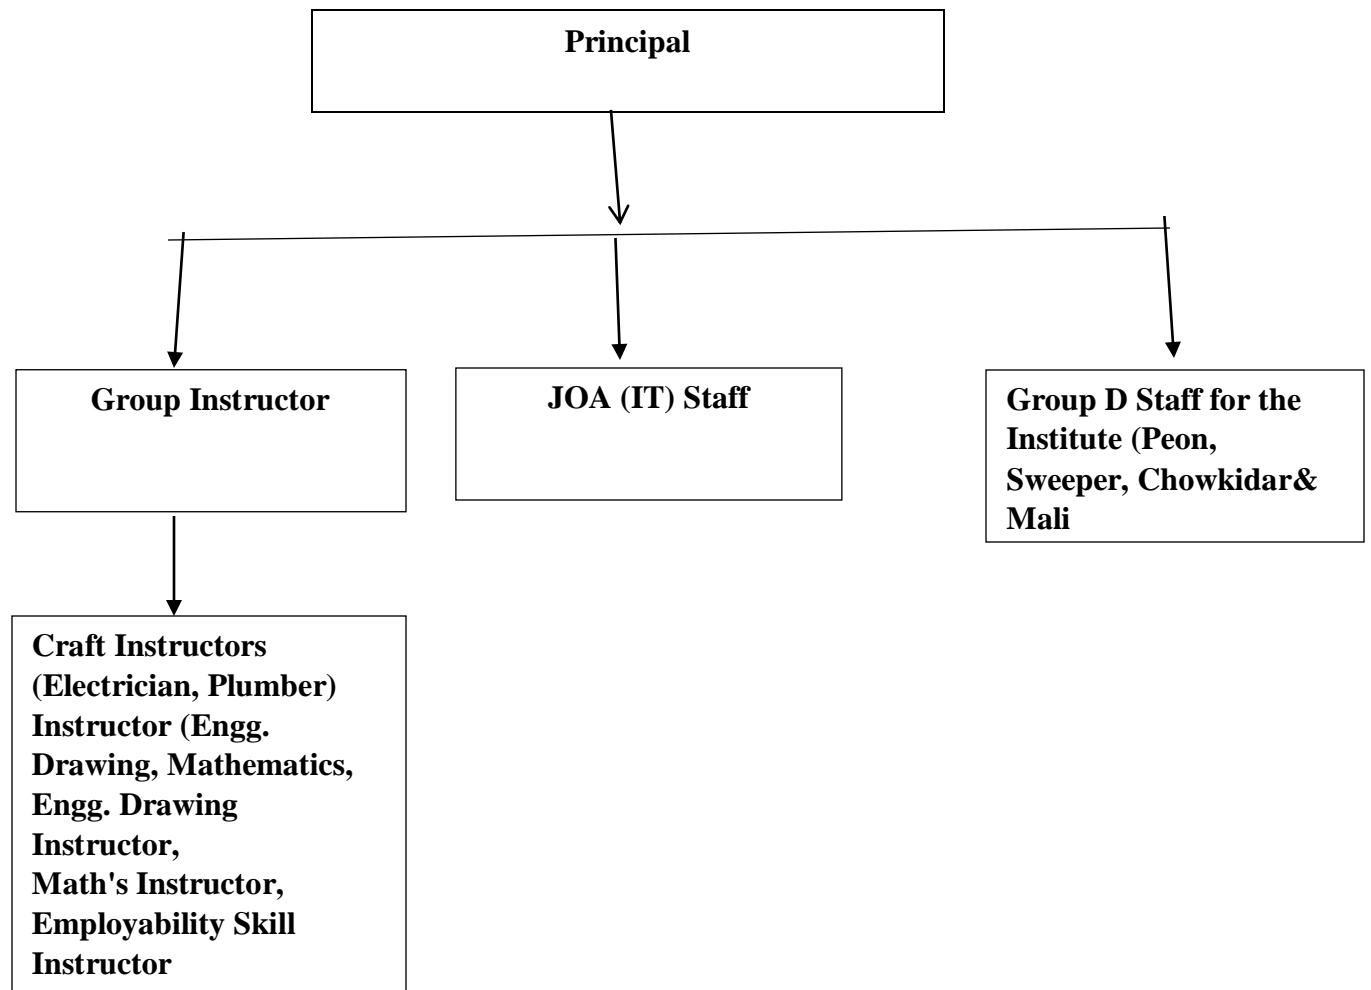 Principal
Group Instructor
JOA (IT) Staff
Group D Staff for the
Institute (Peon,
Sweeper, Chowkidar&
Mali
Craft Instructors
(Electrician, Plumber)
Instructor (Engg.
Drawing, Mathematics,
Engg. Drawing
Instructor,
Math's Instructor,
Employability Skill
Instructor